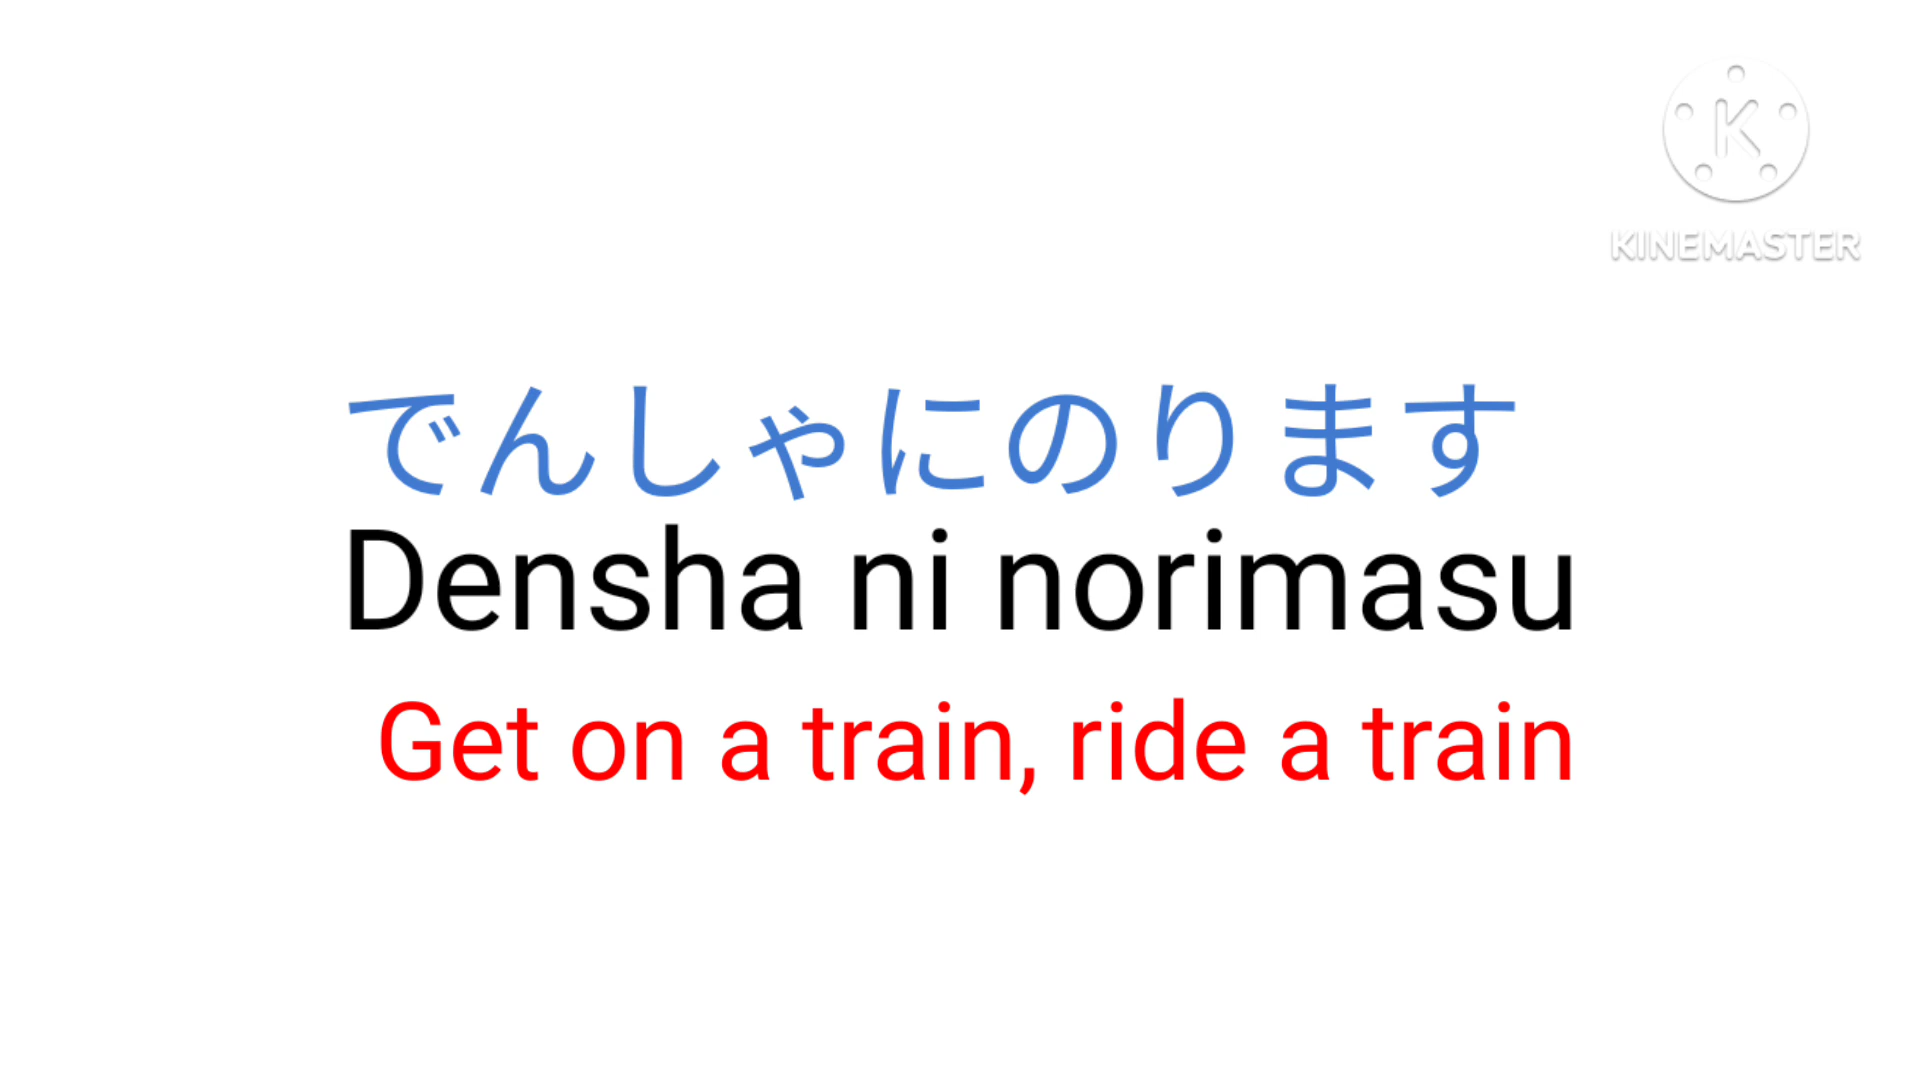 K
KINEMASTER
でんしゃにのります
Densha ni norimasu
Get on a train, ride a train